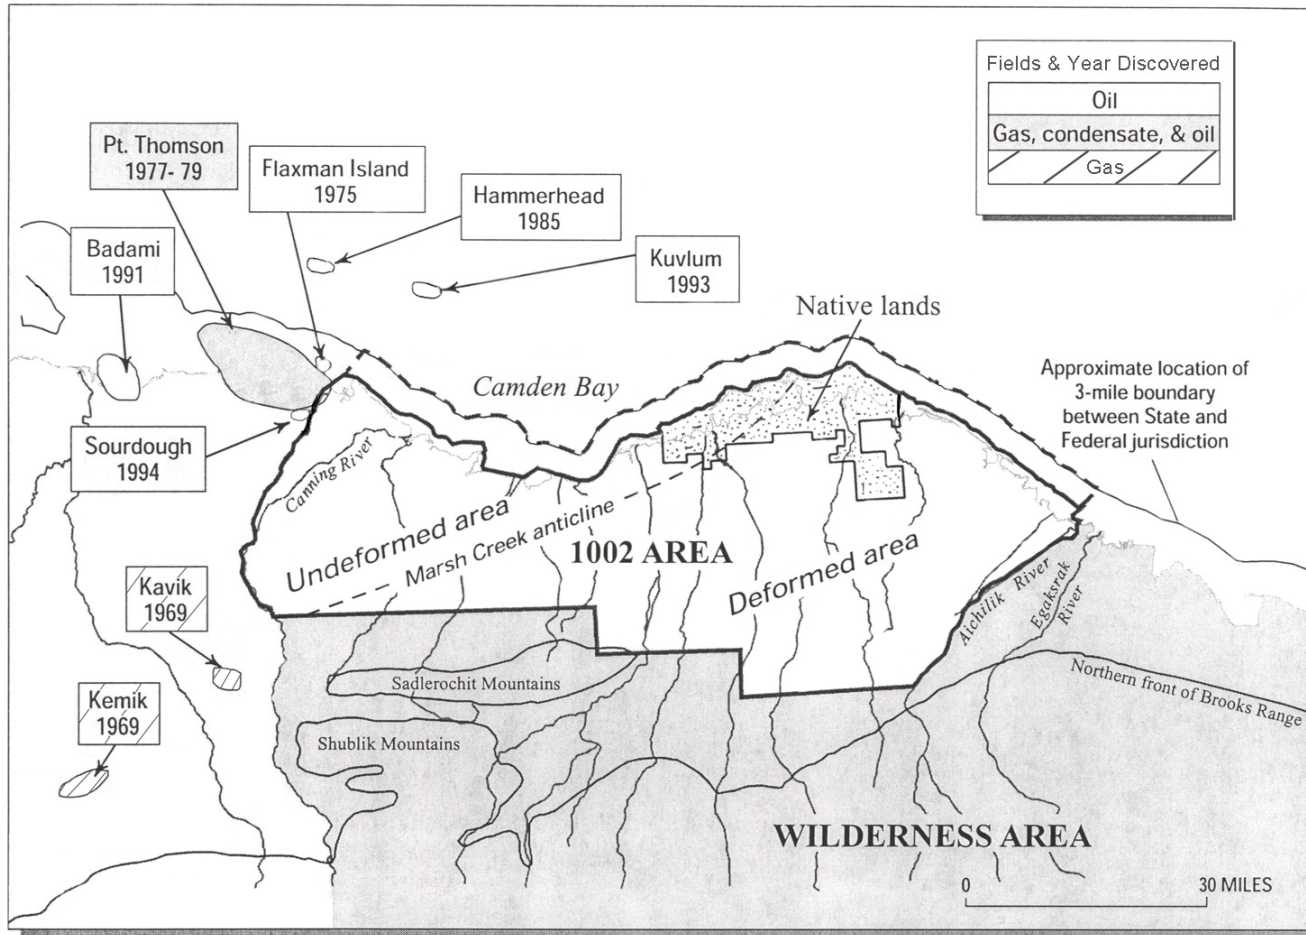 Fields & Year Discovered
Oil
Gas, condensate, & oil
Gas
Pt. Thomson
1977- 79
Flaxman Island
1975
Hammerhead
1985
Badami
1991
Kuvlum
1993
Native lands
Camden Bay
Approximate location of
3-mile boundary
between State and
Federal jurisdiction
Sourdough
1994
Canning River
Undeformed area
Marsh Creek anticline
1002 AREA
Deformed area
Aichilik River
Egaksrak
River
Kavik
1969
Kemik
1969
Sadlerochit Mountains
Shublik Mountains
Northern front of Brooks Range
WILDERNESS AREA
0
30 MILES